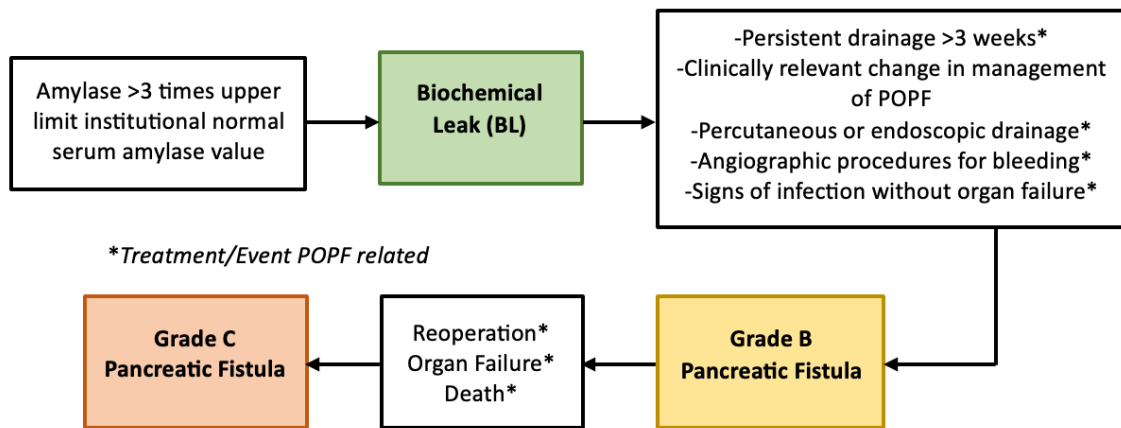 Amylase >3 times upper
limit institutional normal
serum amylase value
Biochemical
Leak (BL)
-Persistent drainage >3 weeks*
-Clinically relevant change in management
of POPF
-Percutaneous or endoscopic drainage*
-Angiographic procedures for bleeding*
-Signs of infection without organ failure*
*Treatment/Event POPF related
Grade C
Pancreatic Fistula
Reoperation*
Organ Failure*
Death*
Grade B
Pancreatic Fistula